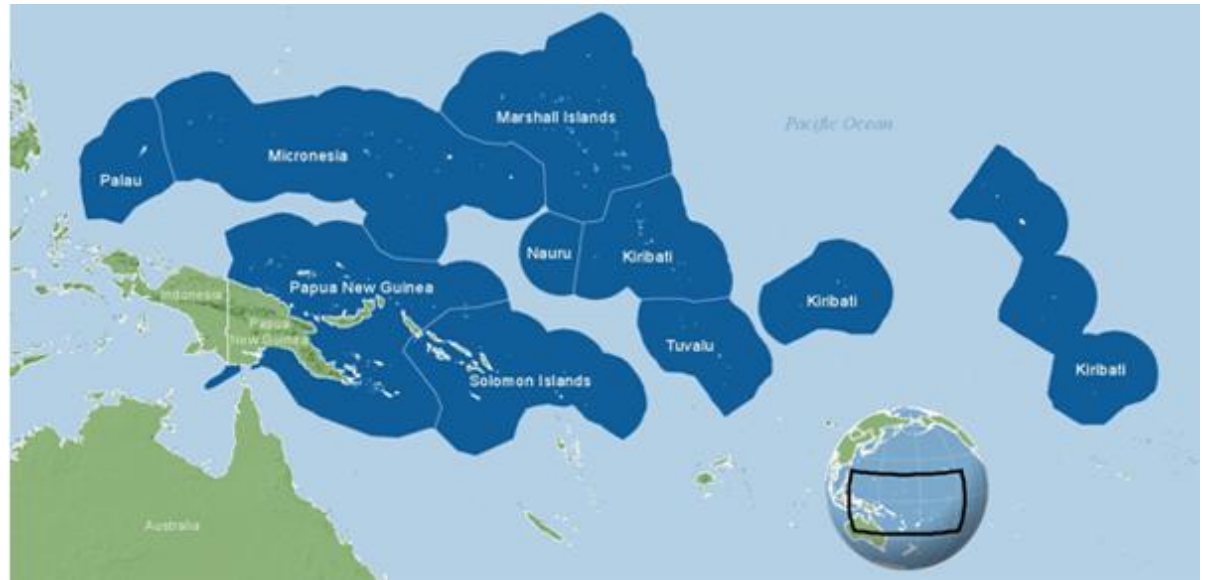 Marshall Islands
Pacific Ocean
Micronesia
Palau
Nauru
Kiribati
Papua New Guinea
Indonesia
Papua
New Guinea
Kiribati
Tuvalu
Solomon Islands
Kiribati
Australia